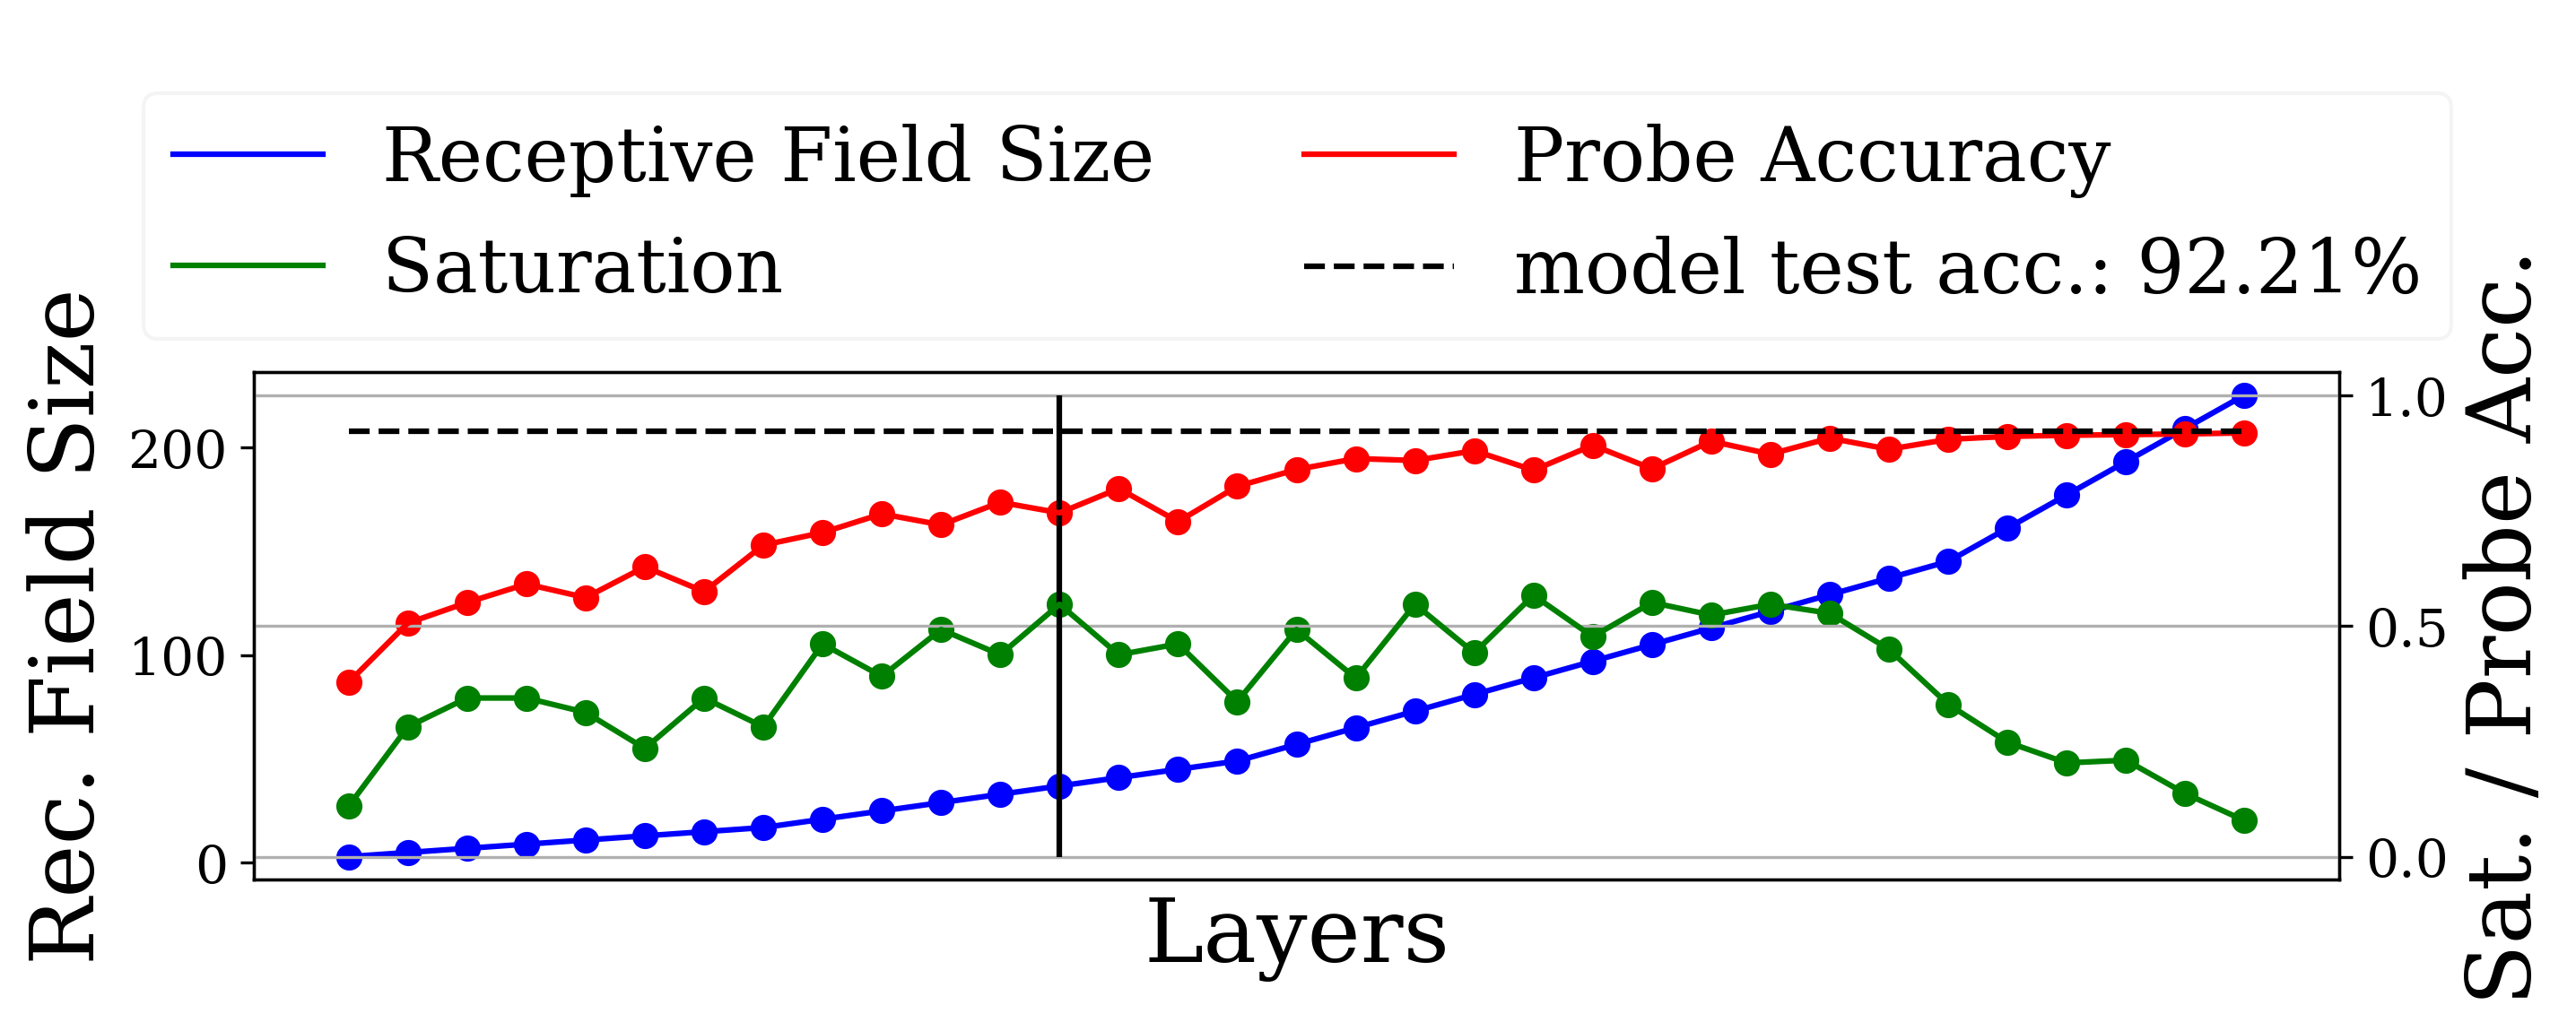 Receptive Field Size
Saturation
Probe Accuracy
model test acc.: 92.21%
Rec. Field Size
200
100
0
1.0
0.5
0.0
Sat. / Probe Acc.
Layers